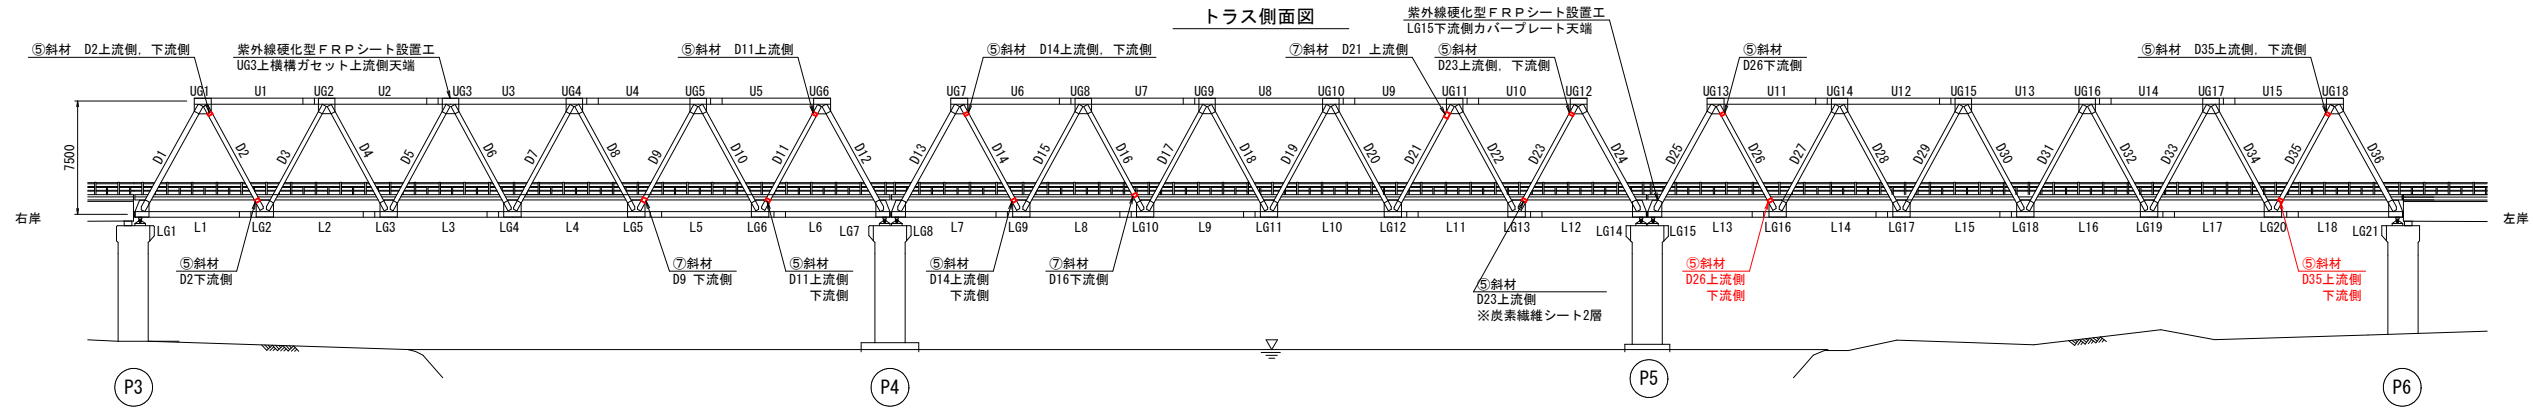 トラス側面図
⑤斜材　D2上流側，下流側
紫外線硬化型ＦＲＰシート設置工
UG3上横構ガセット上流側天端
⑤斜材　D11上流側
⑤斜材　D14上流側，下流側
⑦斜材　D21 上流側
紫外線硬化型ＦＲＰシート設置工
LG15下流側カバープレート天端
⑤斜材
D23上流側，下流側
⑤斜材
D26下流側
⑤斜材　D35上流側，下流側
UG1 U1 UG2 U2 UG3 U3 UG4 U4 UG5 U5 UG6 UG7 U6 UG8 U7 UG9 U8 UG10 U9 UG11 U10 UG12 UG13 U11 UG14 U12 UG15 U13 UG16 U14 UG17 U15 UG18
7500
D1 D2 D3 D4 D5 D6 D7 D8 D9 D10 D11 D12 D13 D14 D15 D16 D17 D18 D19 D20 D21 D22 D23 D24 D25 D26 D27 D28 D29 D30 D31 D32 D33 D34 D35 D36
右岸
左岸
LG1 L1 LG2 L2 LG3 L3 LG4 L4 LG5 L5 LG6 L6 LG7 LG8 L7 LG9 L8 LG10 L9 LG11 L10 LG12 L11 LG13 L12 LG14 LG15 L13 LG16 L14 LG17 L15 LG18 L16 LG19 L17 LG20 L18 LG21
⑤斜材
D2下流側
⑦斜材
D9 下流側
⑤斜材
D11上流側
下流側
⑤斜材
D14上流側
下流側
⑦斜材
D16下流側
⑤斜材
D23上流側
※炭素繊維シート2層
⑤斜材
D26上流側
下流側
⑤斜材
D35上流側
下流側
P3 P4 P5 P6